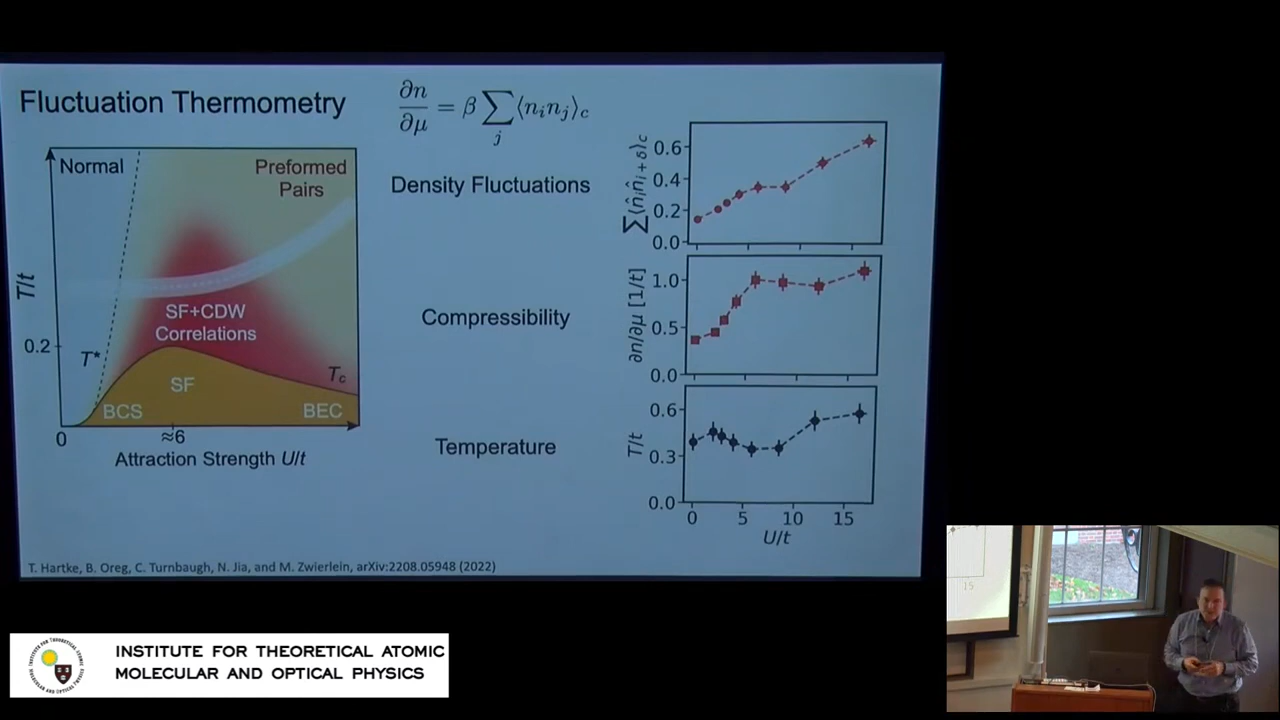 Fluctuation Thermometry
∂n/∂μ = β ∑_j ⟨n_i n_j⟩_c
Normal
Preformed
Pairs
T/t
0.2
T*
SF+CDW
Correlations
SF
T_c
BCS
BEC
0
≈6
Attraction Strength U/t
Density Fluctuations
Compressibility
Temperature
∑⟨n̂_i n̂_{i+δ}⟩_c
0.6
0.4
0.2
0.0
∂n/∂μ [1/t]
1.0
0.5
0.0
T/t
0.6
0.3
0.0
0 5 10 15
U/t
T. Hartke, B. Oreg, C. Turnbaugh, N. Jia, and M. Zwierlein, arXiv:2208.05948 (2022)
15
INSTITUTE FOR THEORETICAL ATOMIC
MOLECULAR AND OPTICAL PHYSICS